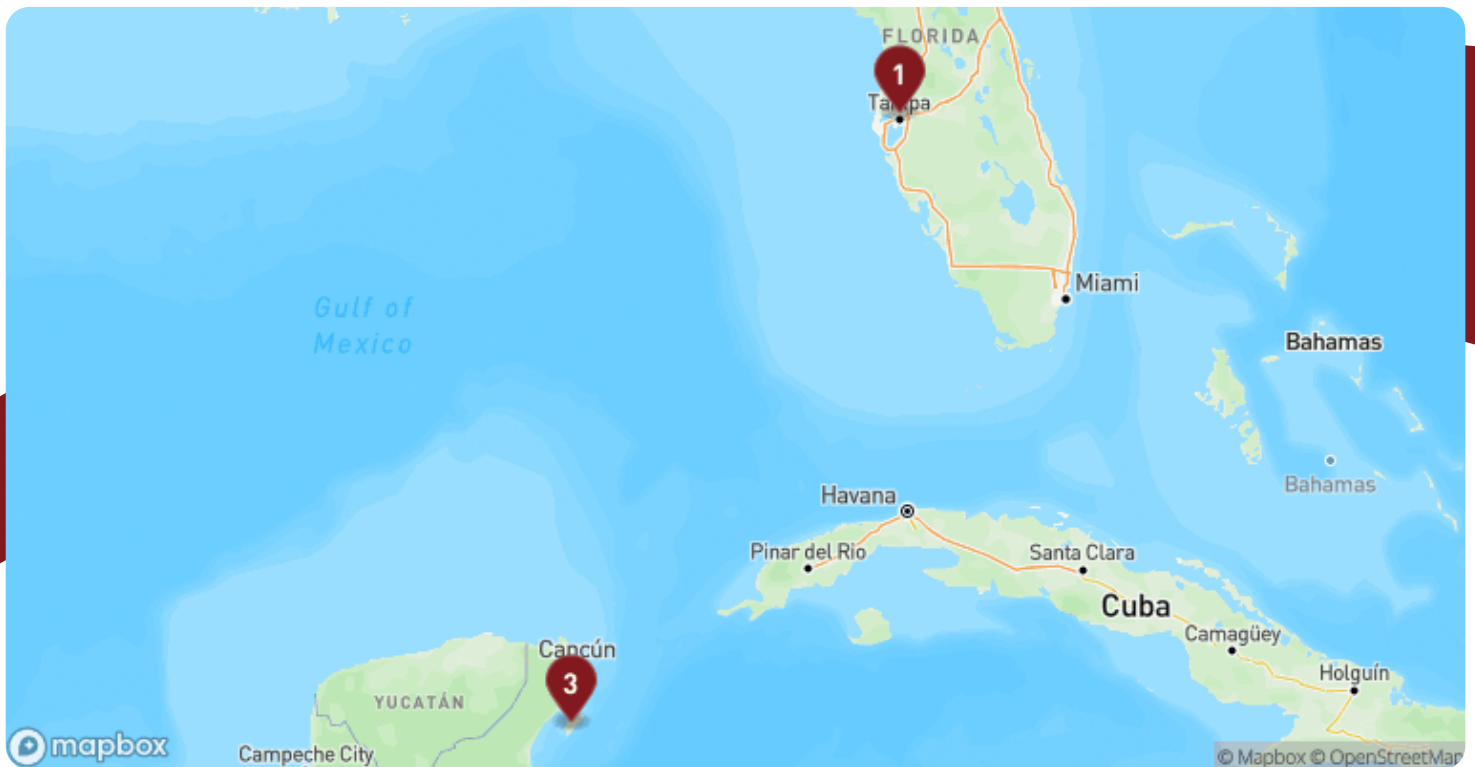 FLORIDA
1
Tampa
Miami
Gulf of
Mexico
Bahamas
Bahamas
Havana
Pinar del Rio
Santa Clara
Cuba
Camagüey
Holguín
Cancún
3
YUCATÁN
Campeche City
mapbox
© Mapbox © OpenStreetMap